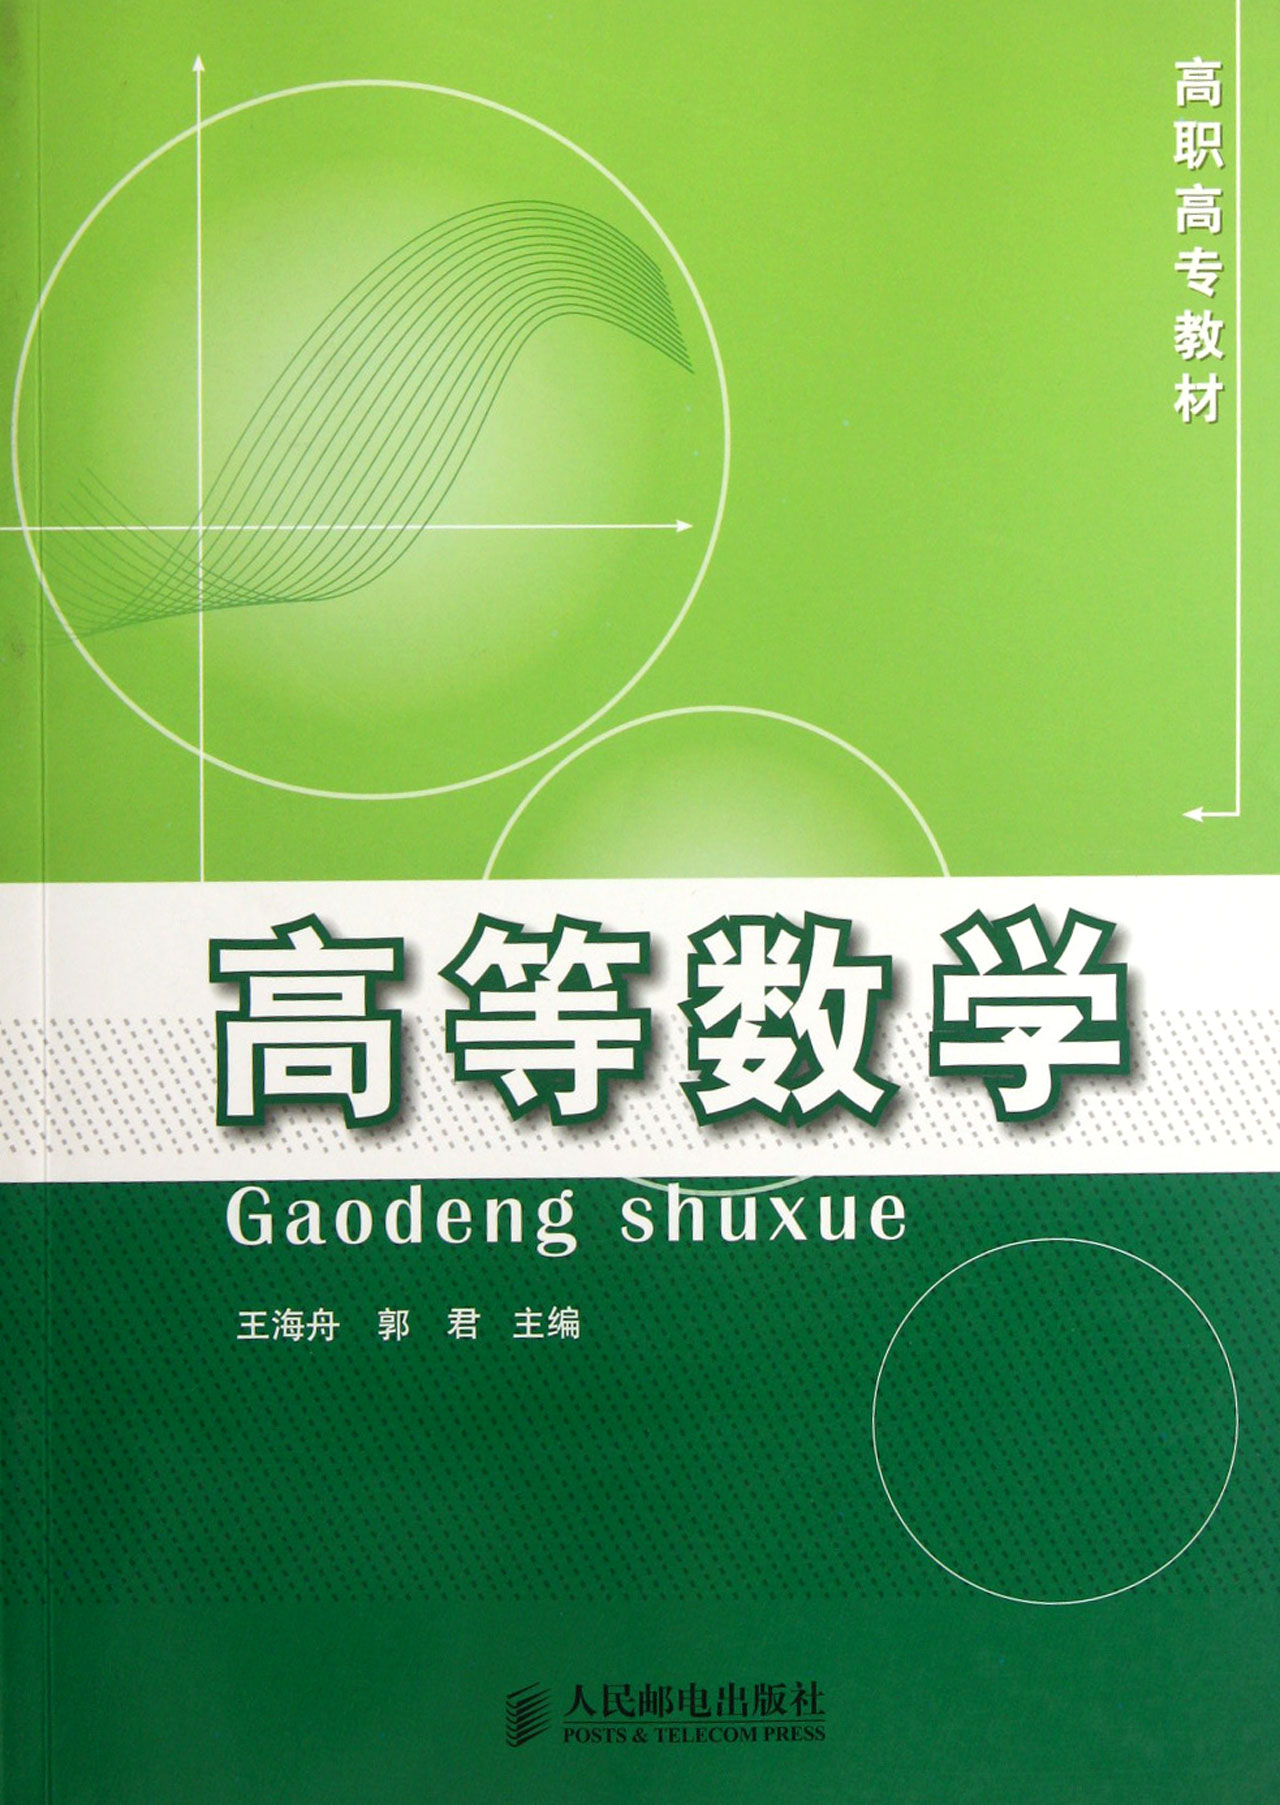 高职高专教材
高等数学
Gaodeng shuxue
王海舟 郭 君 主编
人民邮电出版社
POSTS & TELECOM PRESS